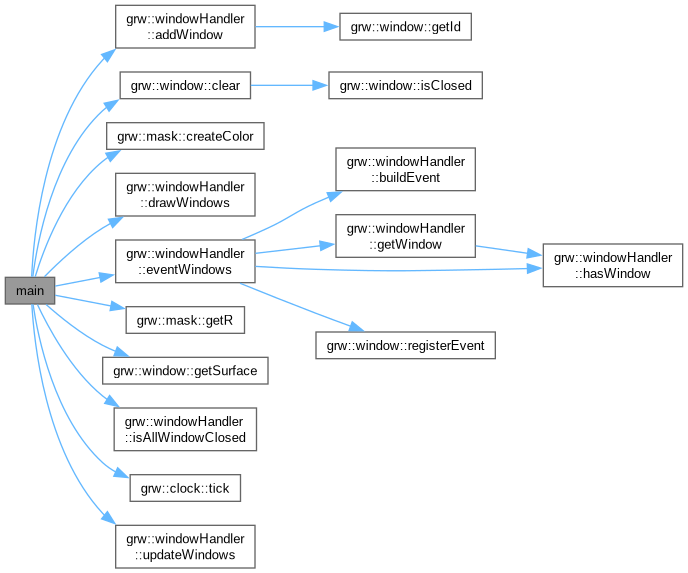 main
grw::windowHandler
::addWindow
grw::window::getId
grw::window::clear
grw::window::isClosed
grw::mask::createColor
grw::windowHandler
::drawWindows
grw::windowHandler
::eventWindows
grw::windowHandler
::buildEvent
grw::windowHandler
::getWindow
grw::windowHandler
::hasWindow
grw::window::registerEvent
grw::mask::getR
grw::window::getSurface
grw::windowHandler
::isAllWindowClosed
grw::clock::tick
grw::windowHandler
::updateWindows